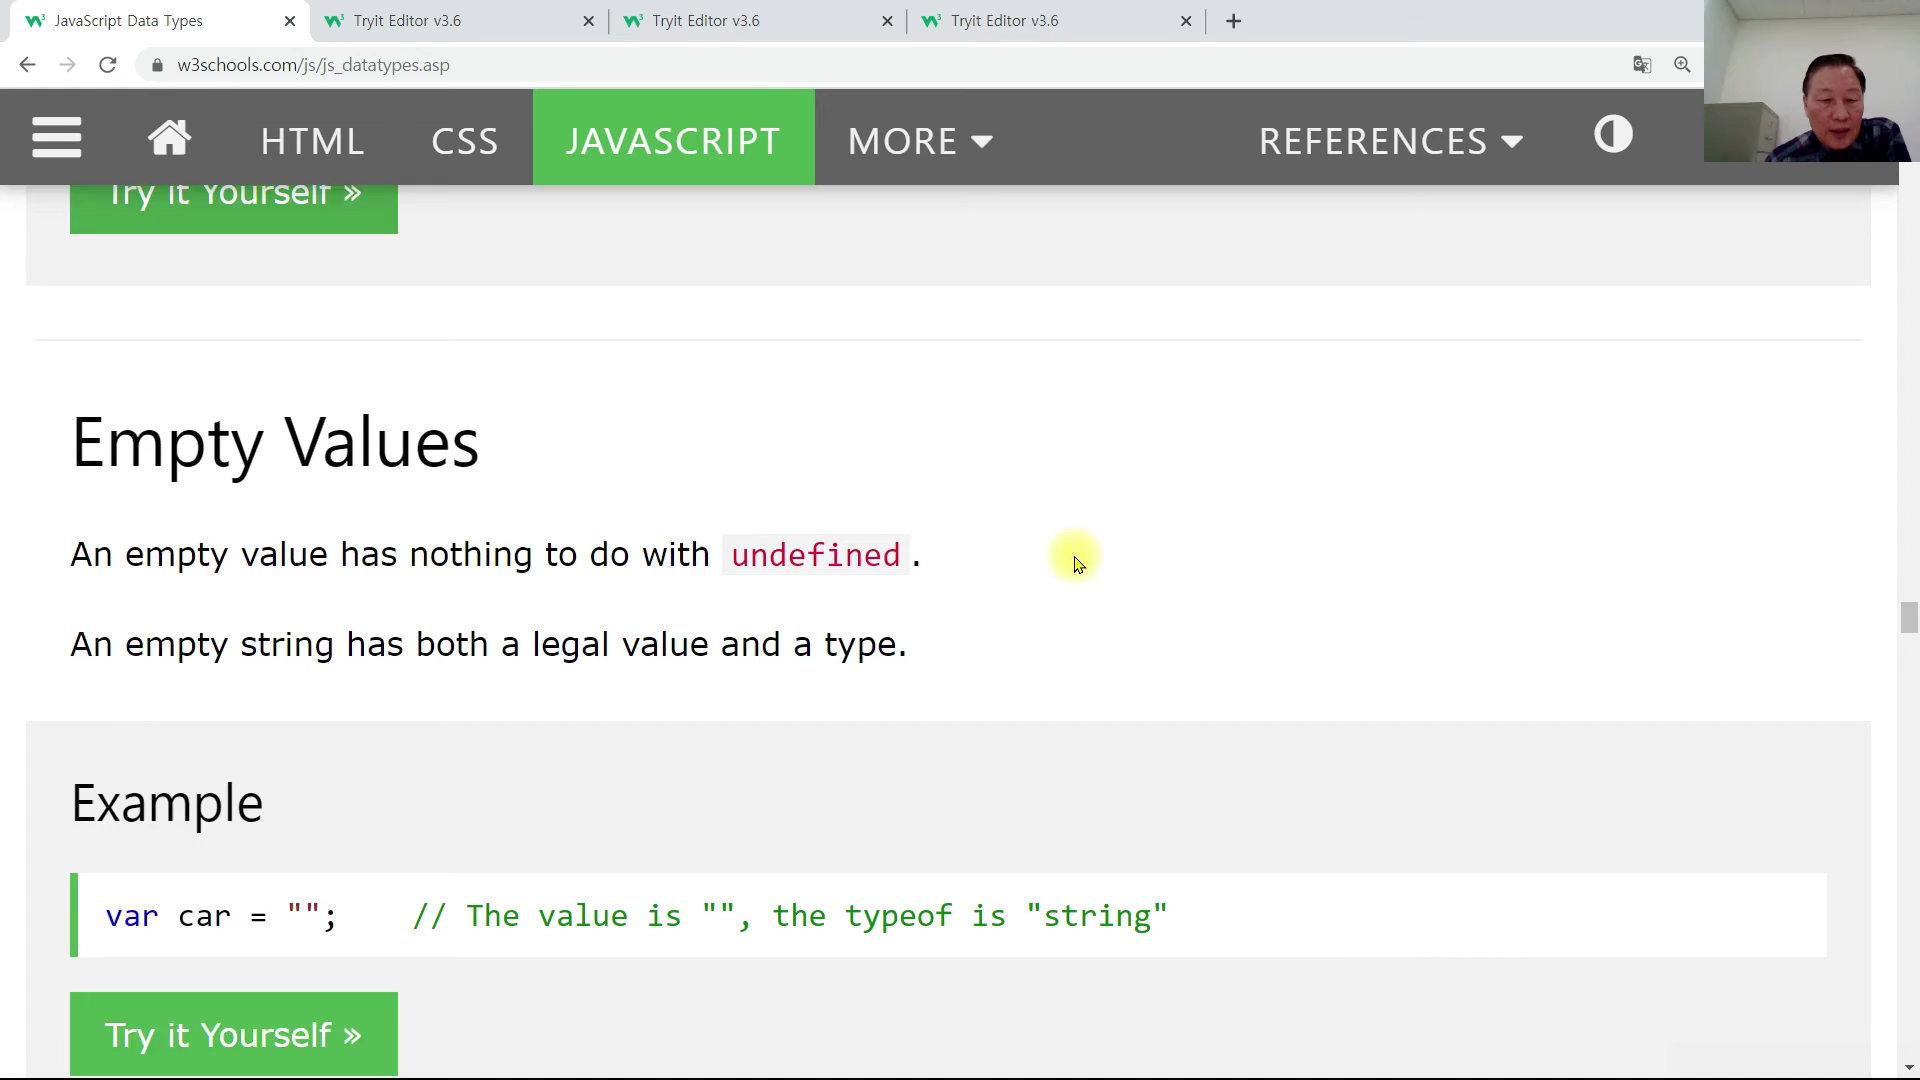 JavaScript Data Types
Tryit Editor v3.6
Tryit Editor v3.6
Tryit Editor v3.6
w3schools.com/js/js_datatypes.asp
HTML CSS JAVASCRIPT MORE REFERENCES
Try it Yourself »
Empty Values
An empty value has nothing to do with undefined.
An empty string has both a legal value and a type.
Example
var car = "";    // The value is "", the typeof is "string"
Try it Yourself »